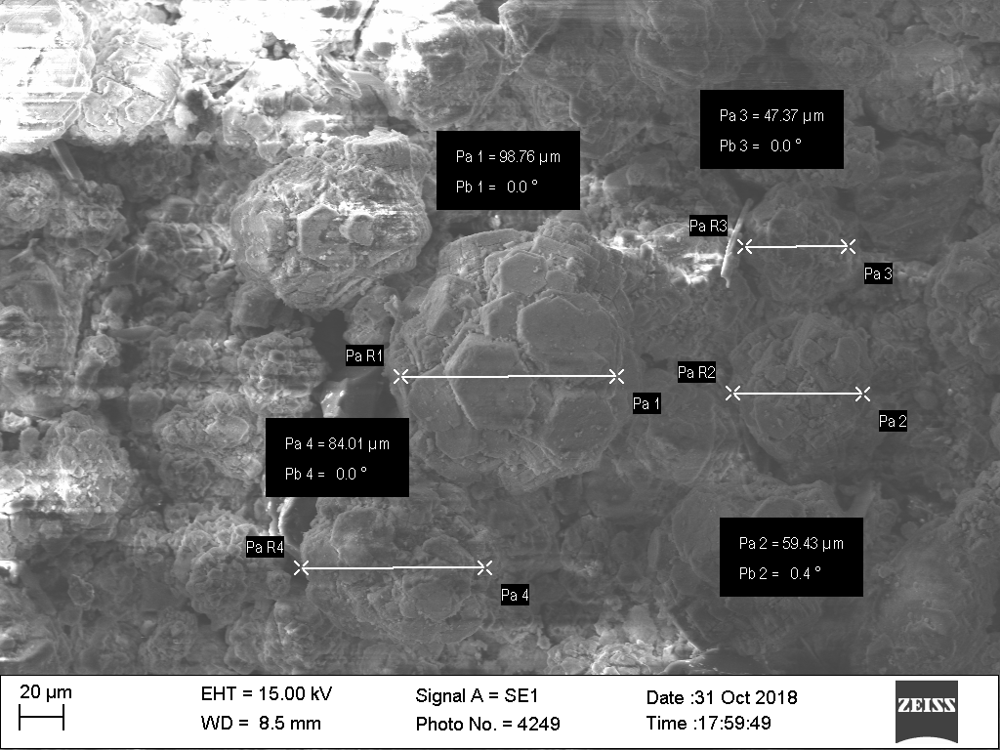 Pa 3 = 47.37 µm
Pb 3 = 0.0 °
Pa 1 = 98.76 µm
Pb 1 = 0.0 °
Pa R3
Pa 3
Pa R1
Pa 1
Pa R2
Pa 2
Pa 4 = 84.01 µm
Pb 4 = 0.0 °
Pa R4
Pa 4
Pa 2 = 59.43 µm
Pb 2 = 0.4 °
20 µm
EHT = 15.00 kV
WD = 8.5 mm
Signal A = SE1
Photo No. = 4249
Date :31 Oct 2018
Time :17:59:49
ZEISS